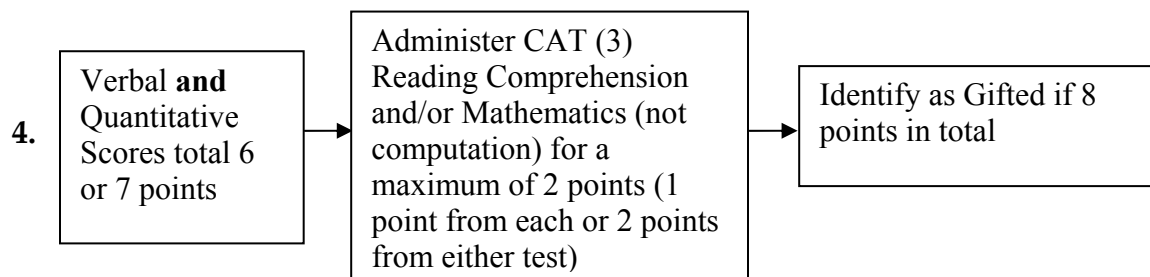 4.
Verbal and
Quantitative
Scores total 6
or 7 points
Administer CAT (3)
Reading Comprehension
and/or Mathematics (not
computation) for a
maximum of 2 points (1
point from each or 2 points
from either test)
Identify as Gifted if 8
points in total